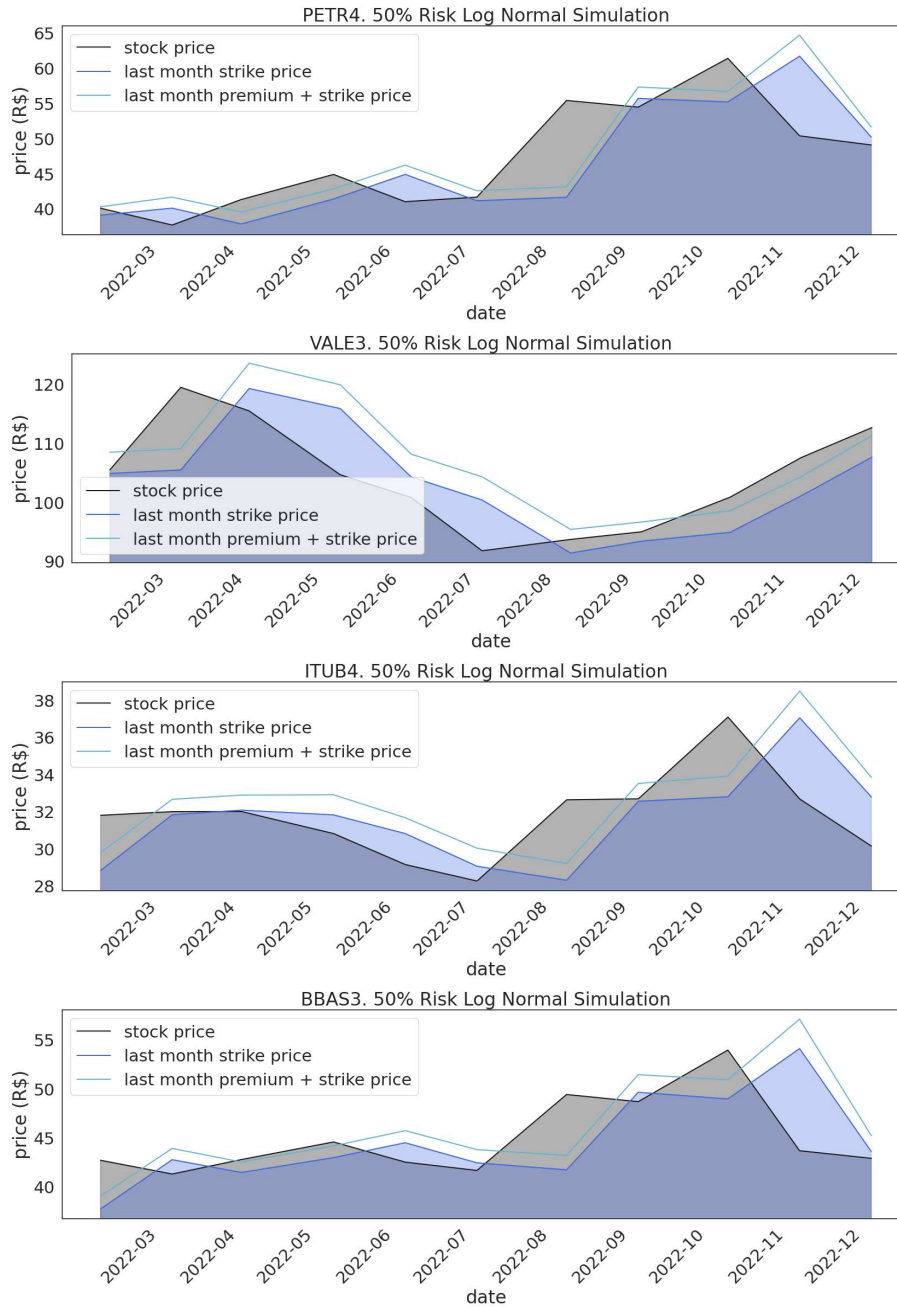 PETR4. 50% Risk Log Normal Simulation
65
60
55
50
45
40
price (R$)
stock price
last month strike price
last month premium + strike price
2022-03
2022-04
2022-05
2022-06
2022-07
2022-08
2022-09
2022-10
2022-11
2022-12
date
VALE3. 50% Risk Log Normal Simulation
120
110
100
90
price (R$)
stock price
last month strike price
last month premium + strike price
2022-03
2022-04
2022-05
2022-06
2022-07
2022-08
2022-09
2022-10
2022-11
2022-12
date
ITUB4. 50% Risk Log Normal Simulation
38
36
34
32
30
28
price (R$)
stock price
last month strike price
last month premium + strike price
2022-03
2022-04
2022-05
2022-06
2022-07
2022-08
2022-09
2022-10
2022-11
2022-12
date
BBAS3. 50% Risk Log Normal Simulation
55
50
45
40
price (R$)
stock price
last month strike price
last month premium + strike price
2022-03
2022-04
2022-05
2022-06
2022-07
2022-08
2022-09
2022-10
2022-11
2022-12
date